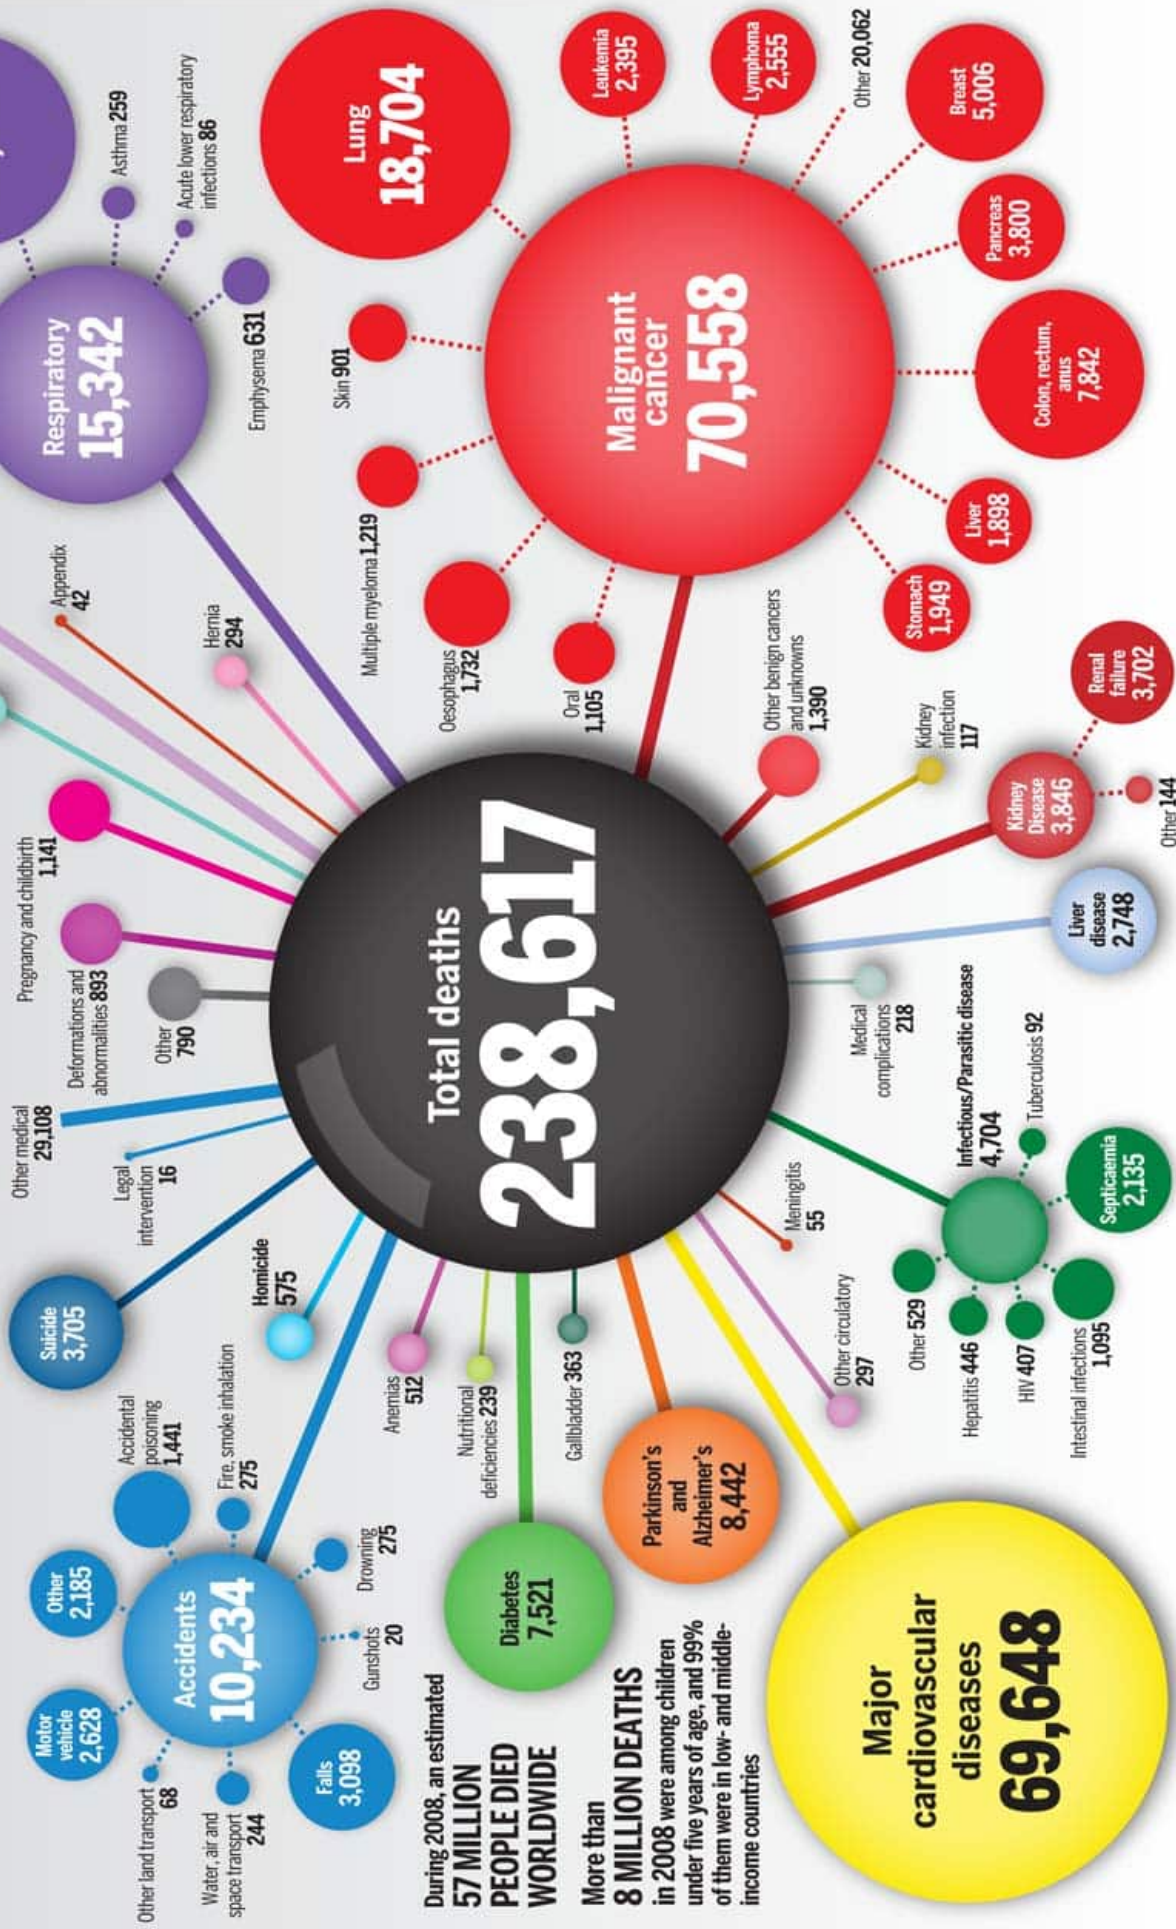 Motor
vehicle
2,628
Other
2,185
Accidental
poisoning
1,441
Fire, smoke inhalation
275
Drowning
275
Gunshots
20
Falls
3,098
Water, air and
space transport
244
Other land transport
68
Accidents
10,234
Suicide
3,705
Homicide
575
Legal
intervention
16
Other medical
29,108
Other
790
Deformations and
abnormalities 893
Pregnancy and childbirth
1,141
Hernia
294
Appendix
42
Respiratory
15,342
Asthma 259
Acute lower respiratory
infections 86
Emphysema 631
Total deaths
238,617
Anemias
512
Nutritional
deficiencies 239
Diabetes
7,521
Gallbladder 363
Parkinson's
and
Alzheimer's
8,442
Major
cardiovascular
diseases
69,648
Other circulatory
297
Meningitis
55
Infectious/Parasitic disease
4,704
Other 529
Hepatitis 446
HIV 407
Intestinal infections
1,095
Septicaemia
2,135
Tuberculosis 92
Medical
complications
218
Liver
disease
2,748
Kidney
Disease
3,846
Renal
failure
3,702
Other 144
Kidney
infection
117
Other benign cancers
and unknowns
1,390
Malignant
cancer
70,558
Oral
1,105
Oesophagus
1,732
Multiple myeloma 1,219
Skin 901
Lung
18,704
Leukemia
2,395
Lymphoma
2,555
Other 20,062
Breast
5,006
Pancreas
3,800
Colon, rectum,
anus
7,842
Liver
1,898
Stomach
1,949
During 2008, an estimated
57 MILLION
PEOPLE DIED
WORLDWIDE
More than
8 MILLION DEATHS
in 2008 were among children
under five years of age, and 99%
of them were in low- and middle-
income countries